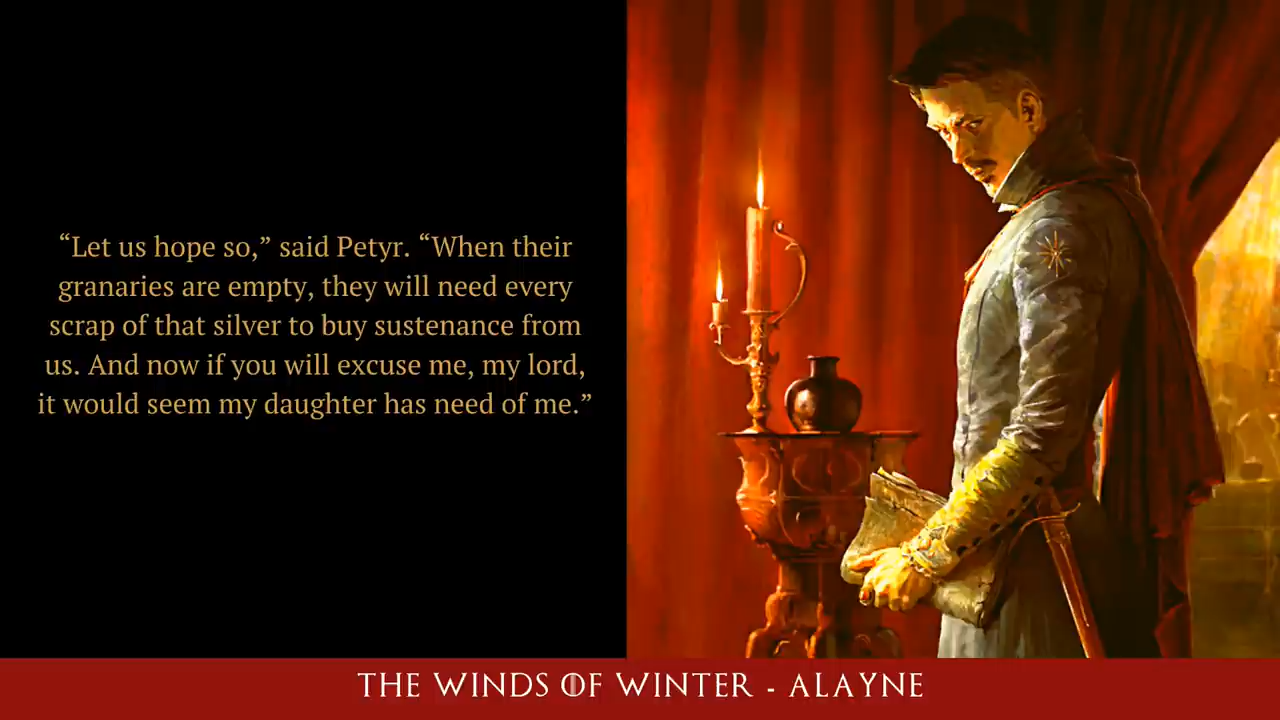 “Let us hope so,” said Petyr. “When their
granaries are empty, they will need every
scrap of that silver to buy sustenance from
us. And now if you will excuse me, my lord,
it would seem my daughter has need of me.”
THE WINDS OF WINTER - ALAYNE